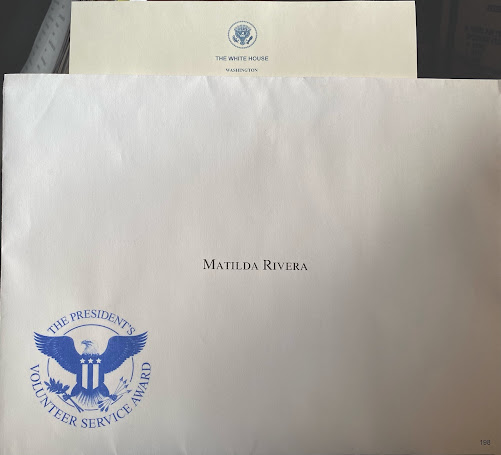 THE WHITE HOUSE
WASHINGTON
MATILDA RIVERA
THE PRESIDENT'S
VOLUNTEER SERVICE AWARD
198